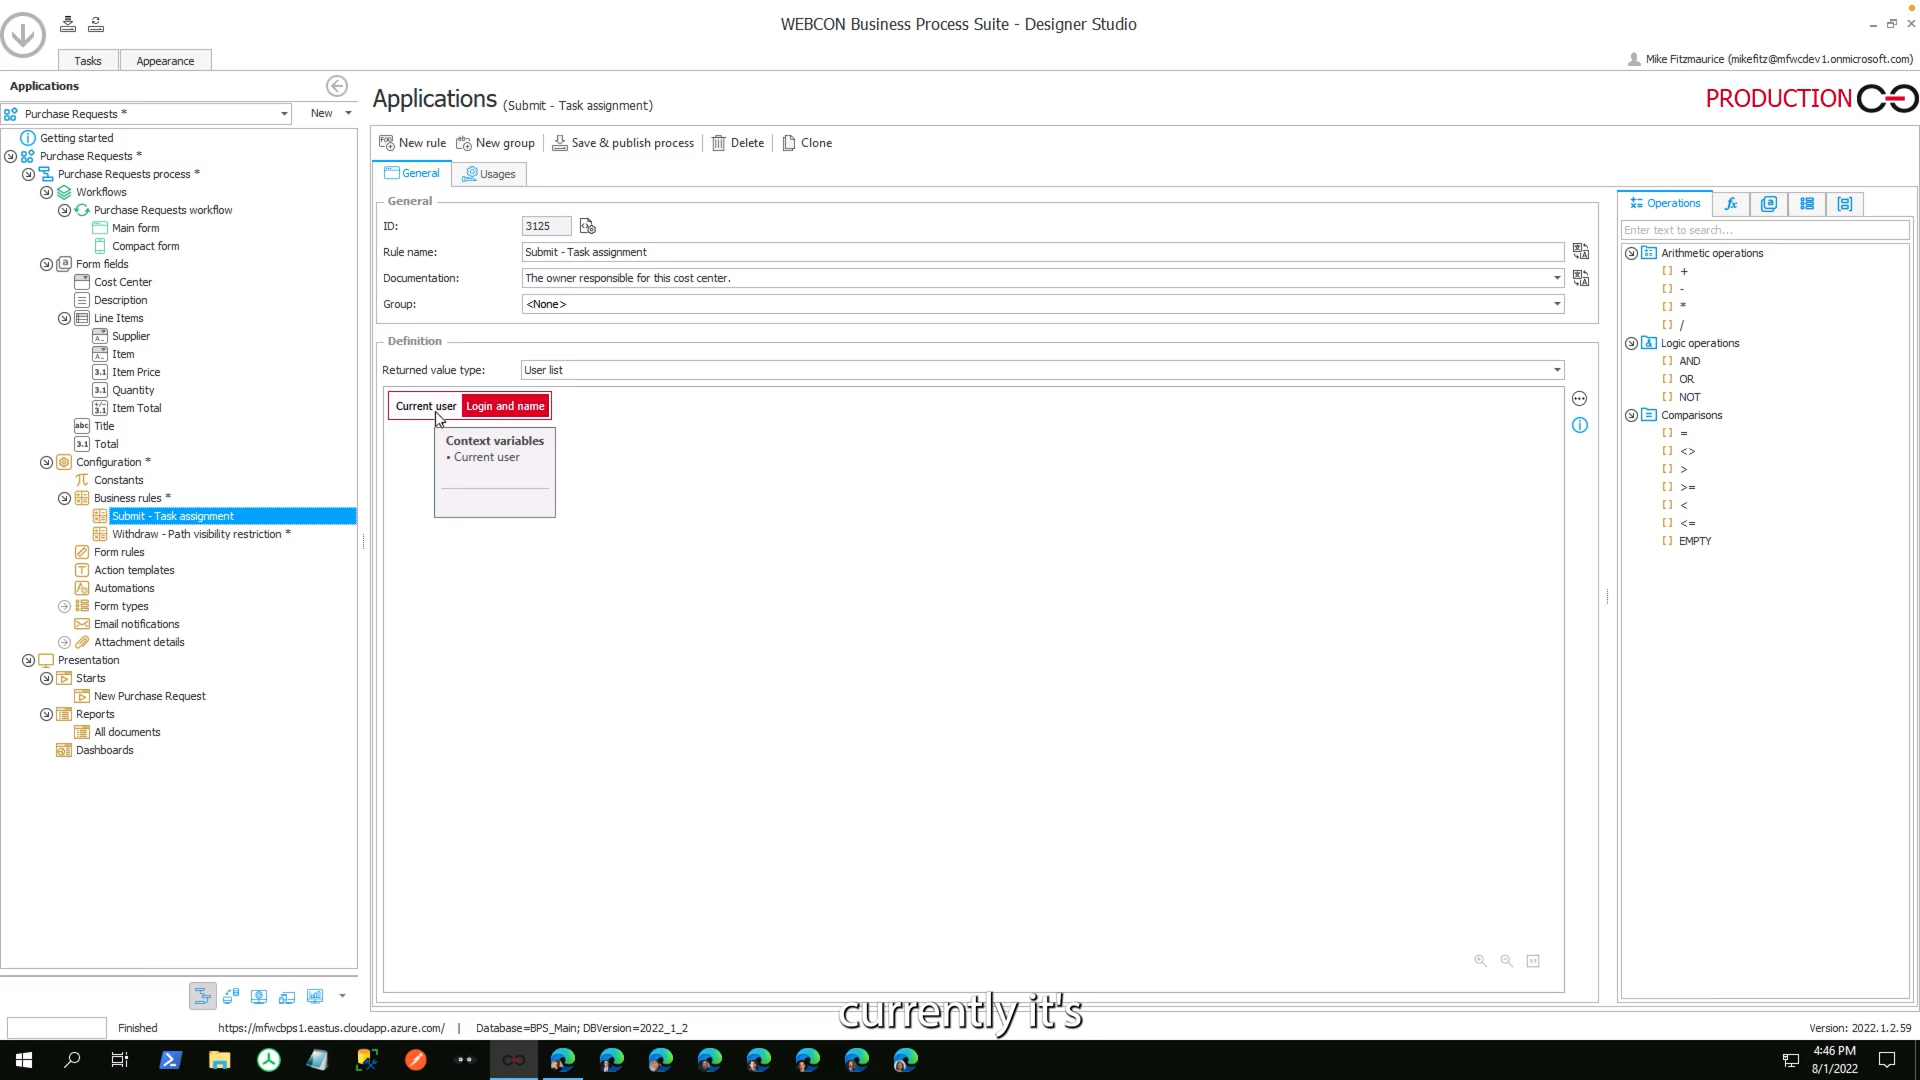 WEBCON Business Process Suite - Designer Studio
Tasks
Appearance
Mike Fitzmaurice (mikefitz@mfwcdev1.onmicrosoft.com)
Applications
Purchase Requests *
New
Getting started
Purchase Requests *
Purchase Requests process *
Workflows
Purchase Requests workflow
Main form
Compact form
Form fields
Cost Center
Description
Line Items
Supplier
Item
Item Price
Quantity
Item Total
Title
Total
Configuration *
Constants
Business rules *
Submit - Task assignment
Withdraw - Path visibility restriction *
Form rules
Action templates
Automations
Form types
Email notifications
Attachment details
Presentation
Starts
New Purchase Request
Reports
All documents
Dashboards
Applications (Submit - Task assignment)
PRODUCTION
New rule
New group
Save & publish process
Delete
Clone
General
Usages
General
ID: 3125
Rule name: Submit - Task assignment
Documentation: The owner responsible for this cost center.
Group: <None>
Definition
Returned value type: User list
Current user Login and name
Context variables
• Current user
Operations
Enter text to search...
Arithmetic operations
+
-
*
/
Logic operations
AND
OR
NOT
Comparisons
=
<>
>
>=
<
<=
EMPTY
currently it's
Finished
https://mfwcbps1.eastus.cloudapp.azure.com/ | Database=BPS_Main; DBVersion=2022_1_2
Version: 2022.1.2.59
4:46 PM
8/1/2022